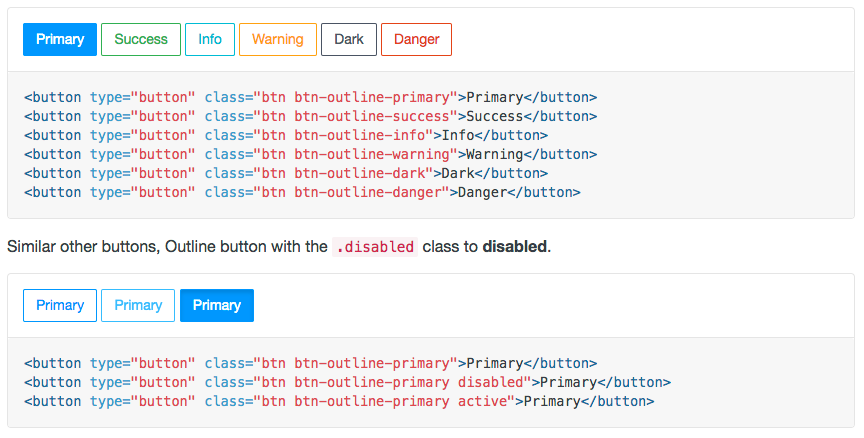 Primary Success Info Warning Dark Danger
<button type="button" class="btn btn-outline-primary">Primary</button>
<button type="button" class="btn btn-outline-success">Success</button>
<button type="button" class="btn btn-outline-info">Info</button>
<button type="button" class="btn btn-outline-warning">Warning</button>
<button type="button" class="btn btn-outline-dark">Dark</button>
<button type="button" class="btn btn-outline-danger">Danger</button>
Similar other buttons, Outline button with the .disabled class to disabled.
Primary Primary Primary
<button type="button" class="btn btn-outline-primary">Primary</button>
<button type="button" class="btn btn-outline-primary disabled">Primary</button>
<button type="button" class="btn btn-outline-primary active">Primary</button>